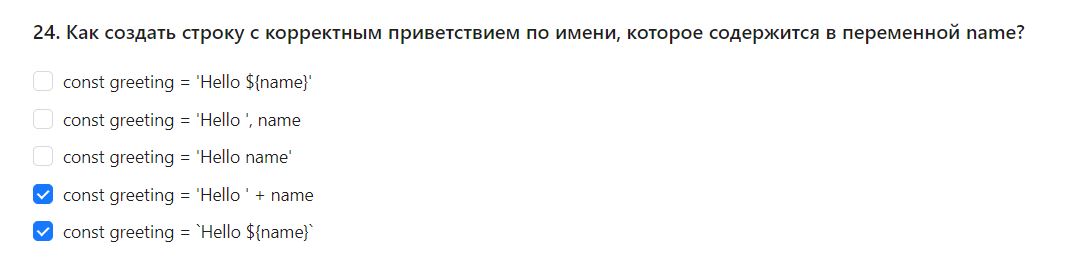 24. Как создать строку с корректным приветствием по имени, которое содержится в переменной name?
const greeting = 'Hello ${name}'
const greeting = 'Hello ', name
const greeting = 'Hello name'
const greeting = 'Hello ' + name
const greeting = `Hello ${name}`